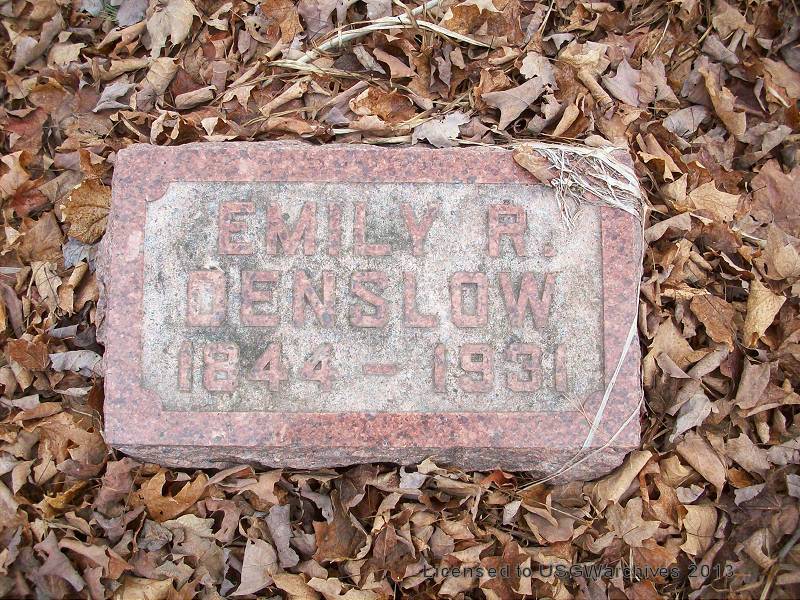 EMILY R.
DENSLOW
1844 - 1931
Licensed to USGWarchives 2013